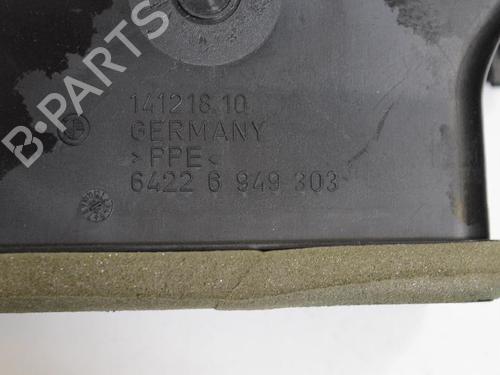 B-PARTS
141218.10
GERMANY
>PPE<
6422 6 949 303